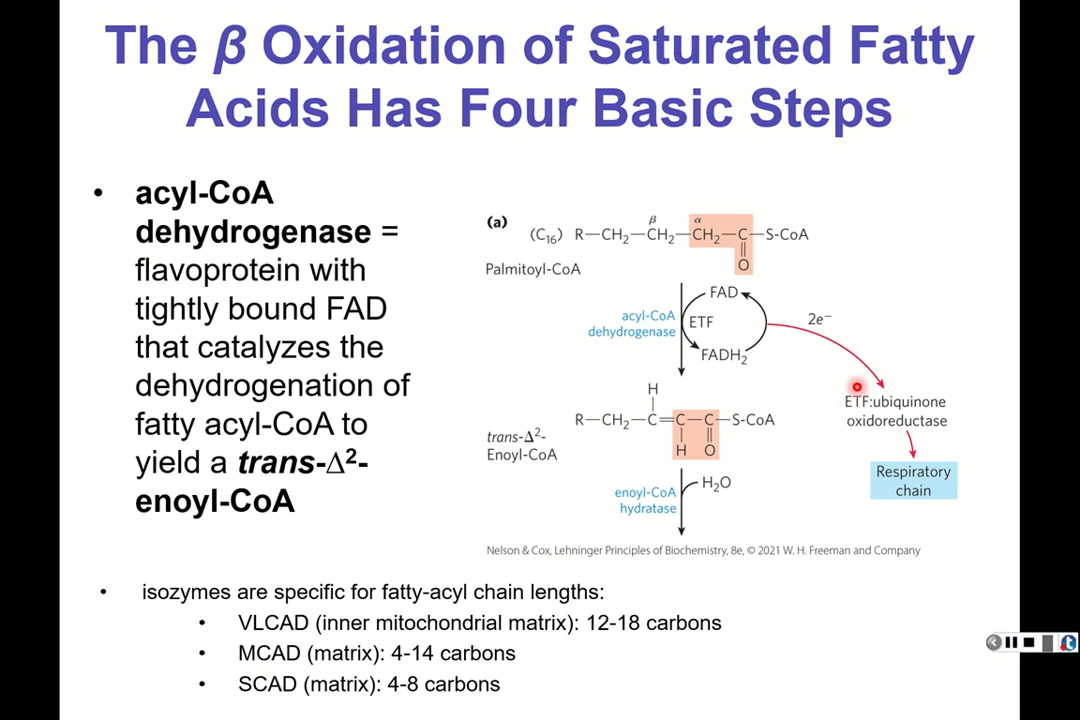 The β Oxidation of Saturated Fatty
Acids Has Four Basic Steps
• acyl-CoA
dehydrogenase =
flavoprotein with
tightly bound FAD
that catalyzes the
dehydrogenation of
fatty acyl-CoA to
yield a trans-∆²-
enoyl-CoA
(a)
β α
(C₁₆) R—CH₂—CH₂—CH₂—C—S-CoA
O
Palmitoyl-CoA
FAD
acyl-CoA
dehydrogenase
ETF
2e⁻
FADH₂
H
ETF:ubiquinone
oxidoreductase
R—CH₂—C=C—C—S-CoA
H O
trans-Δ²-
Enoyl-CoA
Respiratory
chain
H₂O
enoyl-CoA
hydratase
Nelson & Cox, Lehninger Principles of Biochemistry, 8e, © 2021 W. H. Freeman and Company
• isozymes are specific for fatty-acyl chain lengths:
• VLCAD (inner mitochondrial matrix): 12-18 carbons
• MCAD (matrix): 4-14 carbons
• SCAD (matrix): 4-8 carbons
t